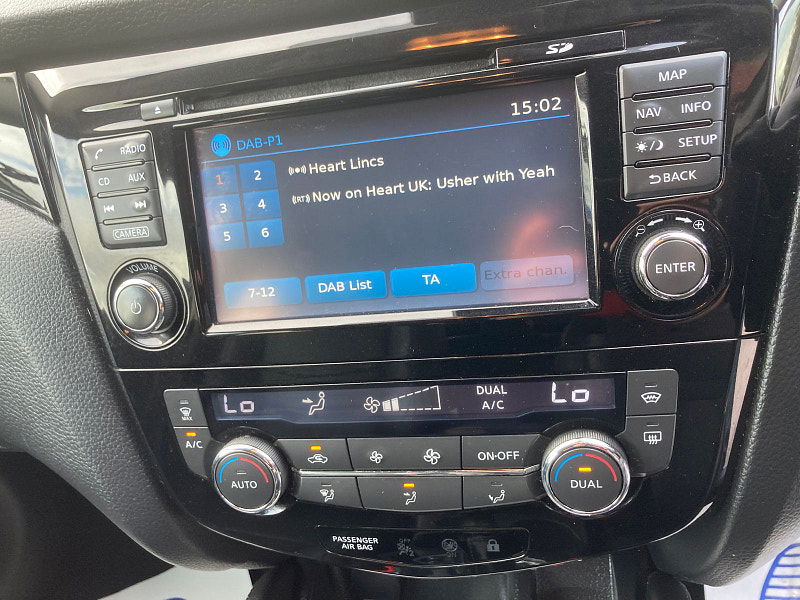 SD
MAP
15:02
DAB-P1
NAV INFO
RADIO
1 2
Heart Lincs
SETUP
CD AUX
3 4
(RT) Now on Heart UK: Usher with Yeah
BACK
CAMERA
5 6
VOLUME
ENTER
7-12
DAB List
TA
Extra chan.
MAX
Lo
DUAL
A/C
Lo
A/C
AUTO
ON·OFF
DUAL
PASSENGER
AIR BAG
OFF
ON